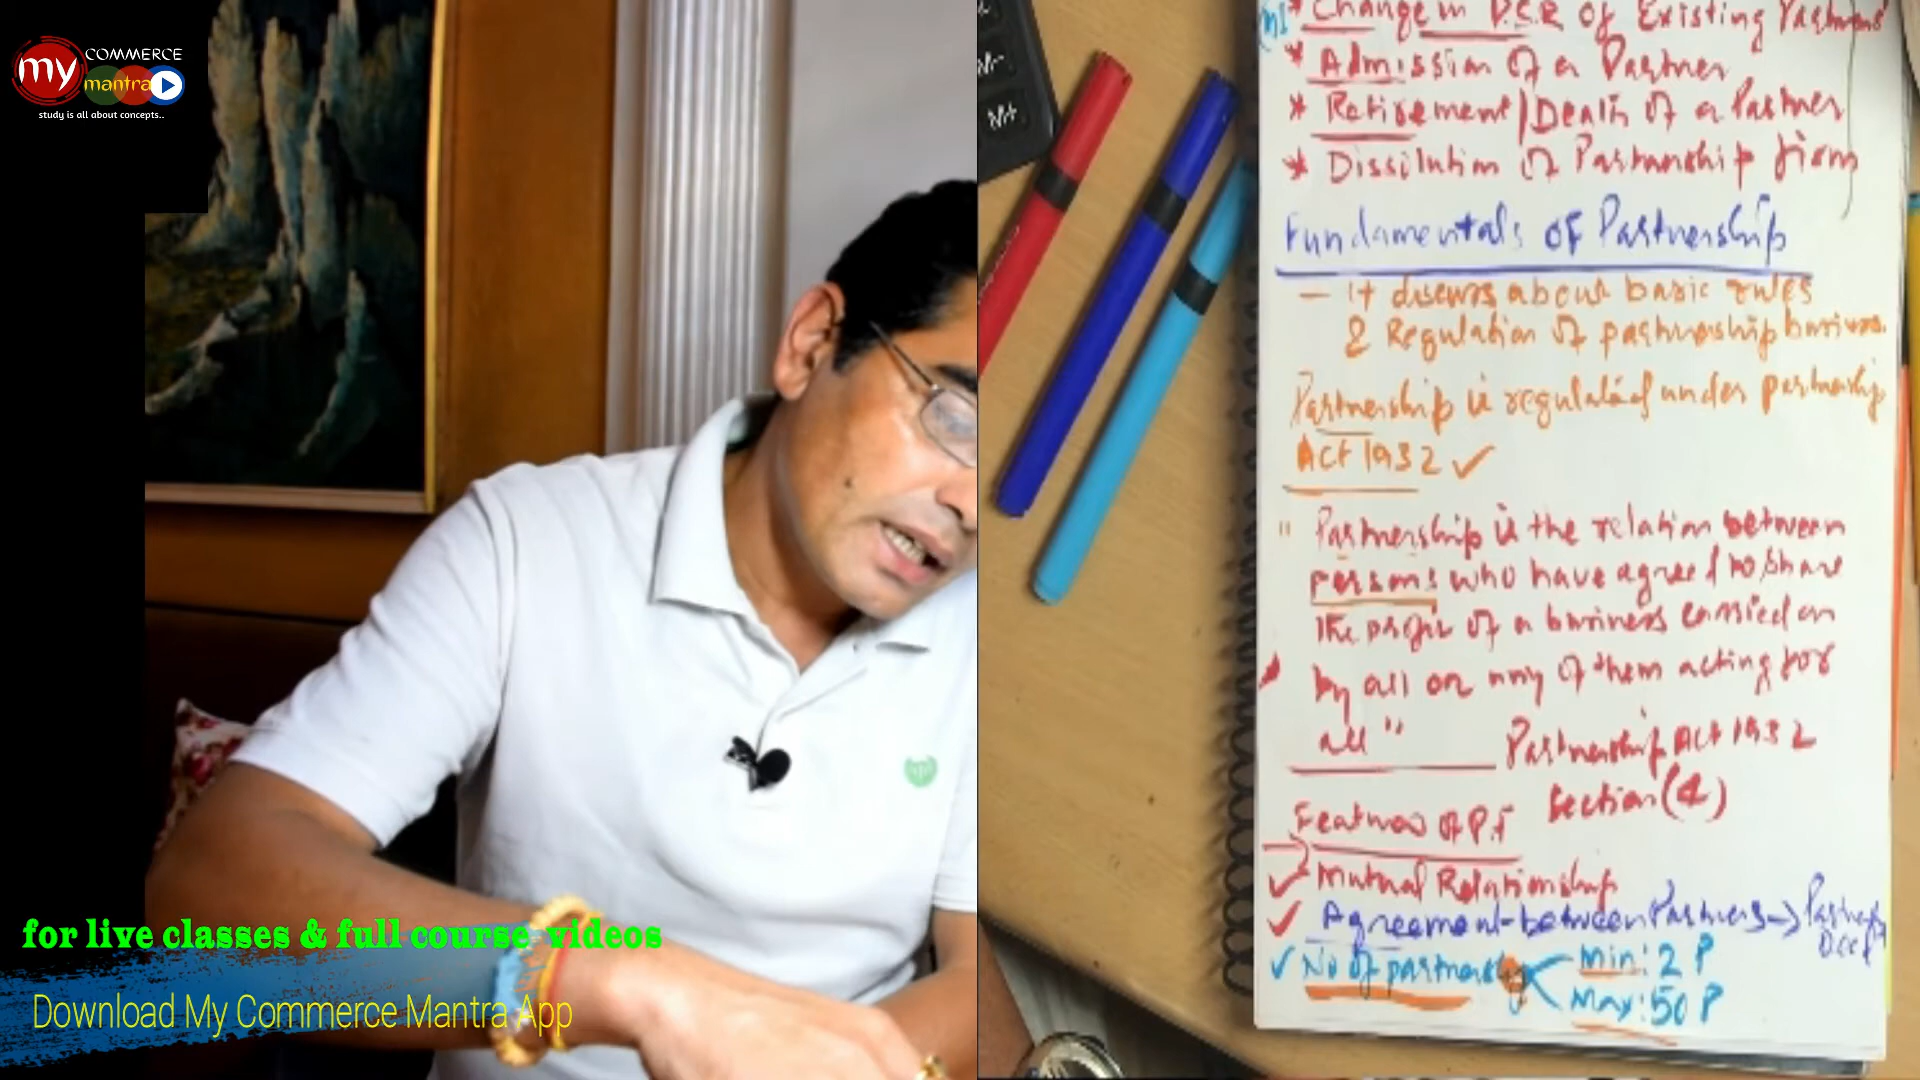 my COMMERCE
mantra
study is all about concepts..
for live classes & full course videos
Download My Commerce Mantra App
M+
* Change in P.S.R of Existing Partners
* Admission of a Partner
* Retirement/Death of a Partner
* Dissilution of Partnership firm
Fundamentals of Partnership
— It discuss about basic rules
& Regulation of partnership business.
Partnership is regulated under partnership
Act 1932 ✓
" Partnership is the relation between
persons who have agreed to share
the profit of a business carried on
by all or any of them acting for
all "
Partnership Act 1932
Section (4)
Features of P.F
✓ Mutual Relationship
✓ Agreement between Partners → Partnership
Deed
✓ No of partners
Min: 2 P
Max: 50 P